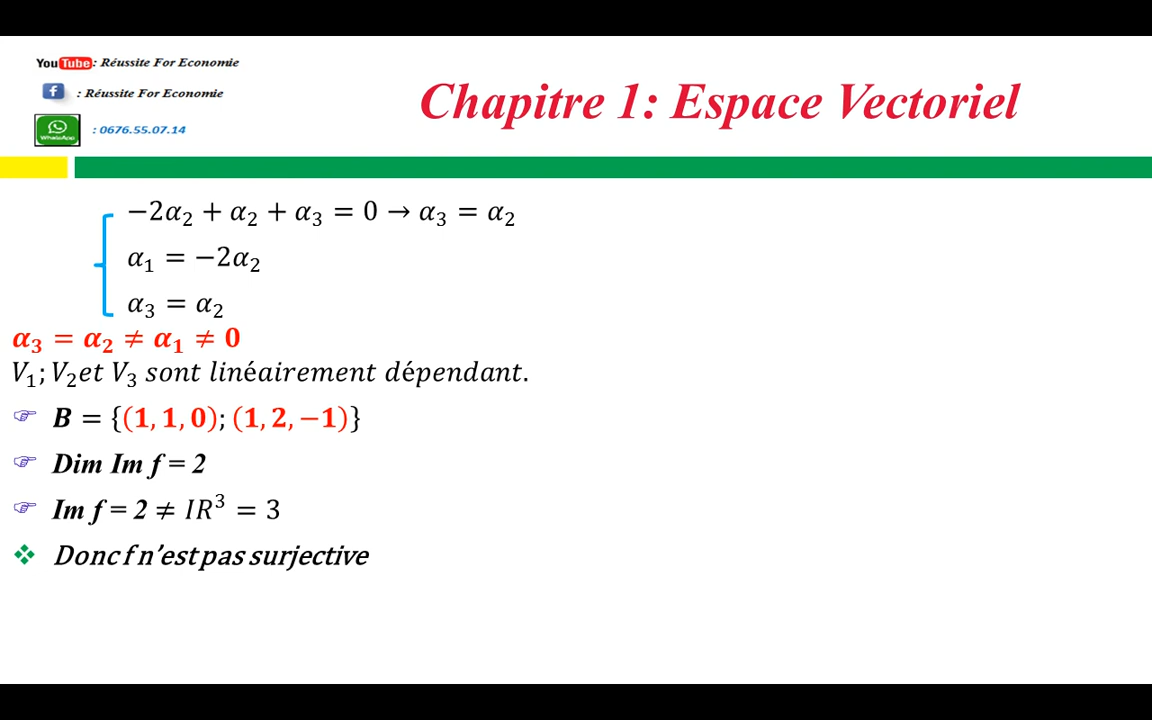 YouTube : Réussite For Economie
f : Réussite For Economie
WhatsApp : 0676.55.07.14
Chapitre 1: Espace Vectoriel
−2α₂ + α₂ + α₃ = 0 → α₃ = α₂
α₁ = −2α₂
α₃ = α₂
α₃ = α₂ ≠ α₁ ≠ 0
V₁; V₂et V₃ sont linéairement dépendant.
B = {(1, 1, 0); (1, 2, −1)}
Dim Im f = 2
Im f = 2 ≠ IR³ = 3
Donc f n’est pas surjective